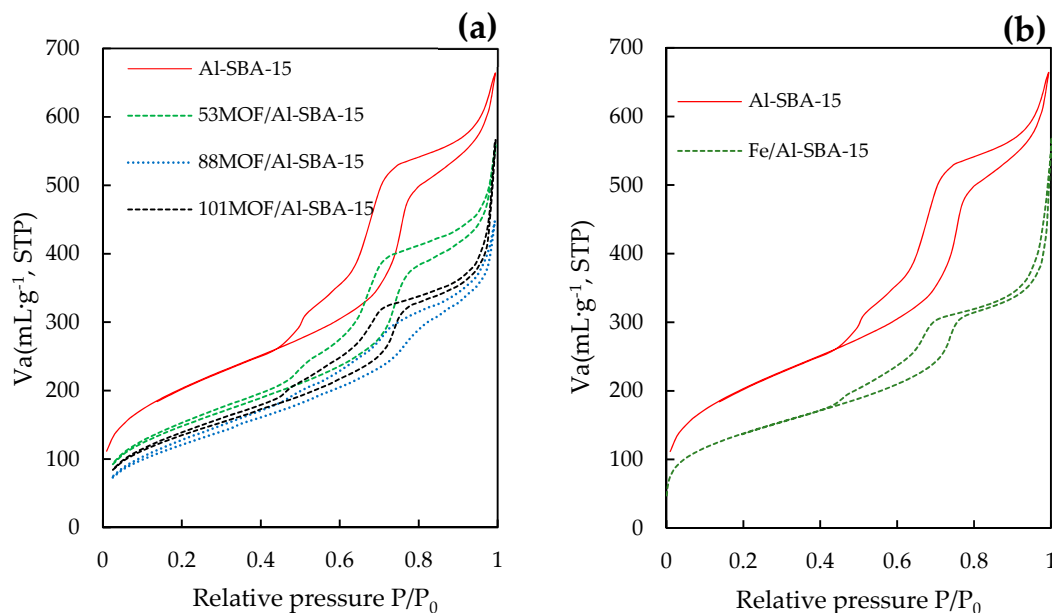 (a)
Va(mL·g⁻¹, STP)
700
600
500
400
300
200
100
0
Al-SBA-15
53MOF/Al-SBA-15
88MOF/Al-SBA-15
101MOF/Al-SBA-15
0 0.2 0.4 0.6 0.8 1
Relative pressure P/P₀
(b)
Va(mL·g⁻¹, STP)
700
600
500
400
300
200
100
0
Al-SBA-15
Fe/Al-SBA-15
0 0.2 0.4 0.6 0.8 1
Relative pressure P/P₀